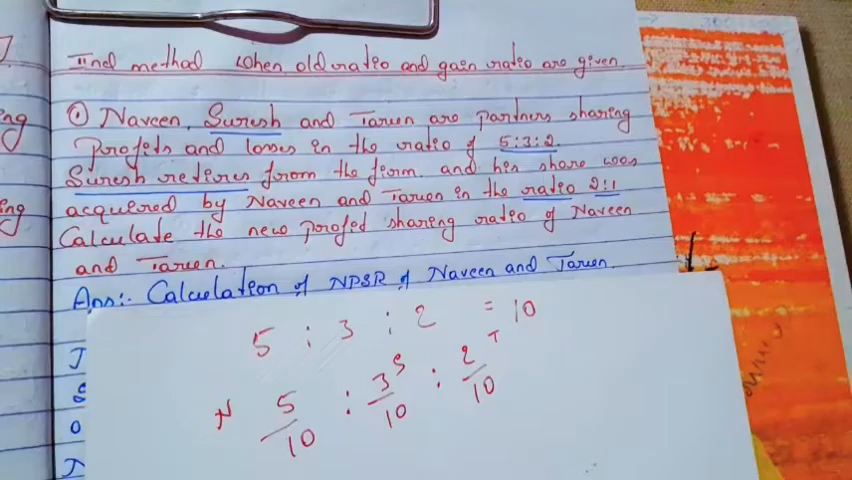 Find method when old ratio and gain ratio are given
① Naveen, Suresh and Tarun are partners sharing
Profits and losses in the ratio of 5:3:2.
Suresh retires from the firm and his share was
acquired by Naveen and Tarun in the ratio 2:1
Calculate the new profit sharing ratio of Naveen
and Tarun.
Ans:- Calculation of NPSR of Naveen and Tarun
5 : 3 : 2 = 10
N 5/10 : 3/10 S : 2/10 T